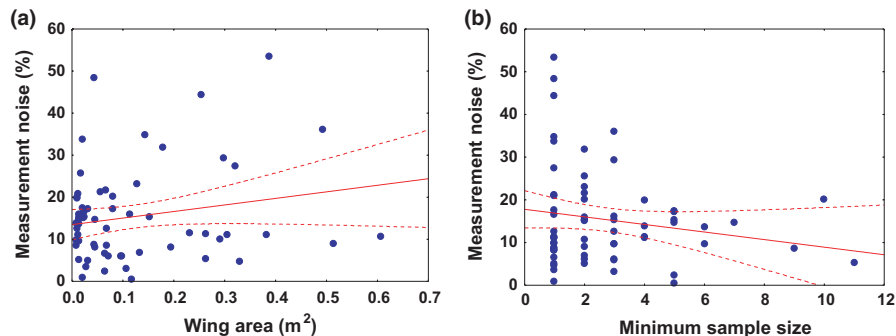 (a)
Measurement noise (%)
60
50
40
30
20
10
0
0.0 0.1 0.2 0.3 0.4 0.5 0.6 0.7
Wing area (m²)
(b)
Measurement noise (%)
60
50
40
30
20
10
0
0 2 4 6 8 10 12
Minimum sample size